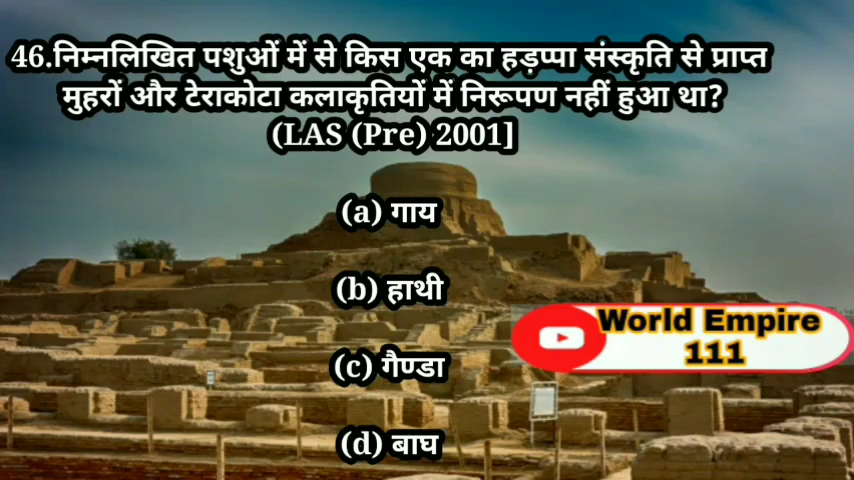 46.निम्नलिखित पशुओं में से किस एक का हड़प्पा संस्कृति से प्राप्त
मुहरों और टेराकोटा कलाकृतियों में निरूपण नहीं हुआ था?
(LAS (Pre) 2001]
(a) गाय
(b) हाथी
(c) गैण्डा
(d) बाघ
World Empire
111